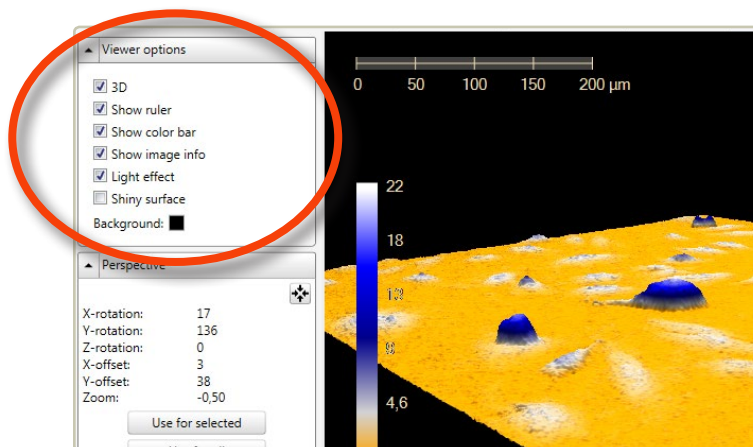 Viewer options
3D
Show ruler
Show color bar
Show image info
Light effect
Shiny surface
Background:
Perspective
X-rotation: 17
Y-rotation: 136
Z-rotation: 0
X-offset: 3
Y-offset: 38
Zoom: -0,50
Use for selected
0 50 100 150 200 µm
22
18
4,6